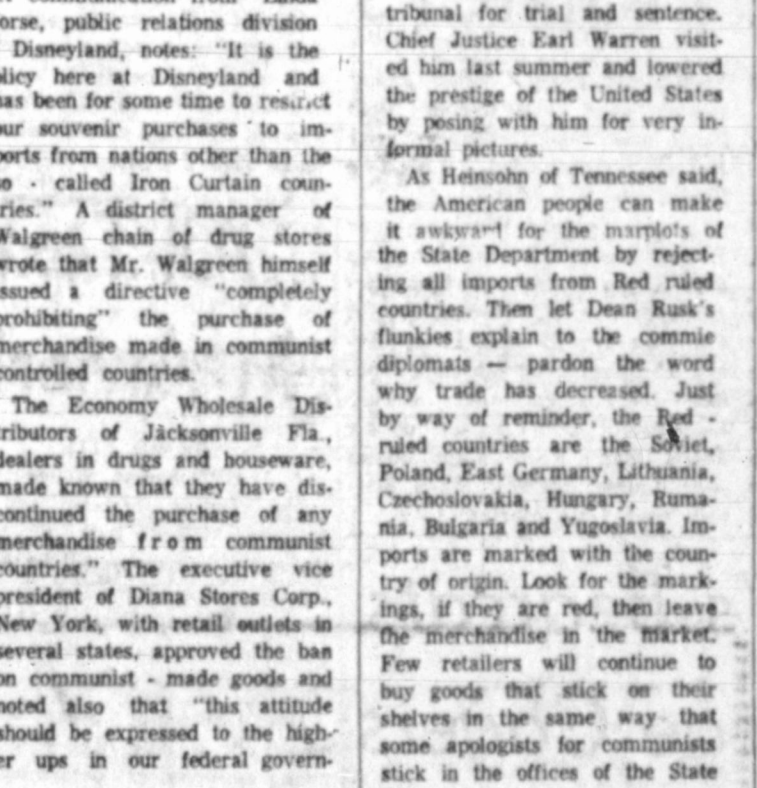 orse, public relations division
Disneyland, notes: "It is the
licy here at Disneyland and
as been for some time to restrict
ur souvenir purchases to im-
orts from nations other than the
o - called Iron Curtain coun-
ries." A district manager of
Walgreen chain of drug stores
wrote that Mr. Walgreen himself
ssued a directive "completely
prohibiting" the purchase of
merchandise made in communist
controlled countries.
The Economy Wholesale Dis-
tributors of Jacksonville Fla.,
dealers in drugs and houseware,
made known that they have dis-
continued the purchase of any
merchandise from communist
countries." The executive vice
president of Diana Stores Corp.,
New York, with retail outlets in
several states, approved the ban
on communist - made goods and
noted also that "this attitude
should be expressed to the high-
er ups in our federal govern-
tribunal for trial and sentence.
Chief Justice Earl Warren visit-
ed him last summer and lowered
the prestige of the United States
by posing with him for very in-
formal pictures.
As Heinsohn of Tennessee said,
the American people can make
it awkward for the marplots of
the State Department by reject-
ing all imports from Red ruled
countries. Then let Dean Rusk's
flunkies explain to the commie
diplomats — pardon the word
why trade has decreased. Just
by way of reminder, the Red -
ruled countries are the Soviet,
Poland, East Germany, Lithuania,
Czechoslovakia, Hungary, Ruma-
nia, Bulgaria and Yugoslavia. Im-
ports are marked with the coun-
try of origin. Look for the mark-
ings, if they are red, then leave
the merchandise in the market.
Few retailers will continue to
buy goods that stick on their
shelves in the same way that
some apologists for communists
stick in the offices of the State